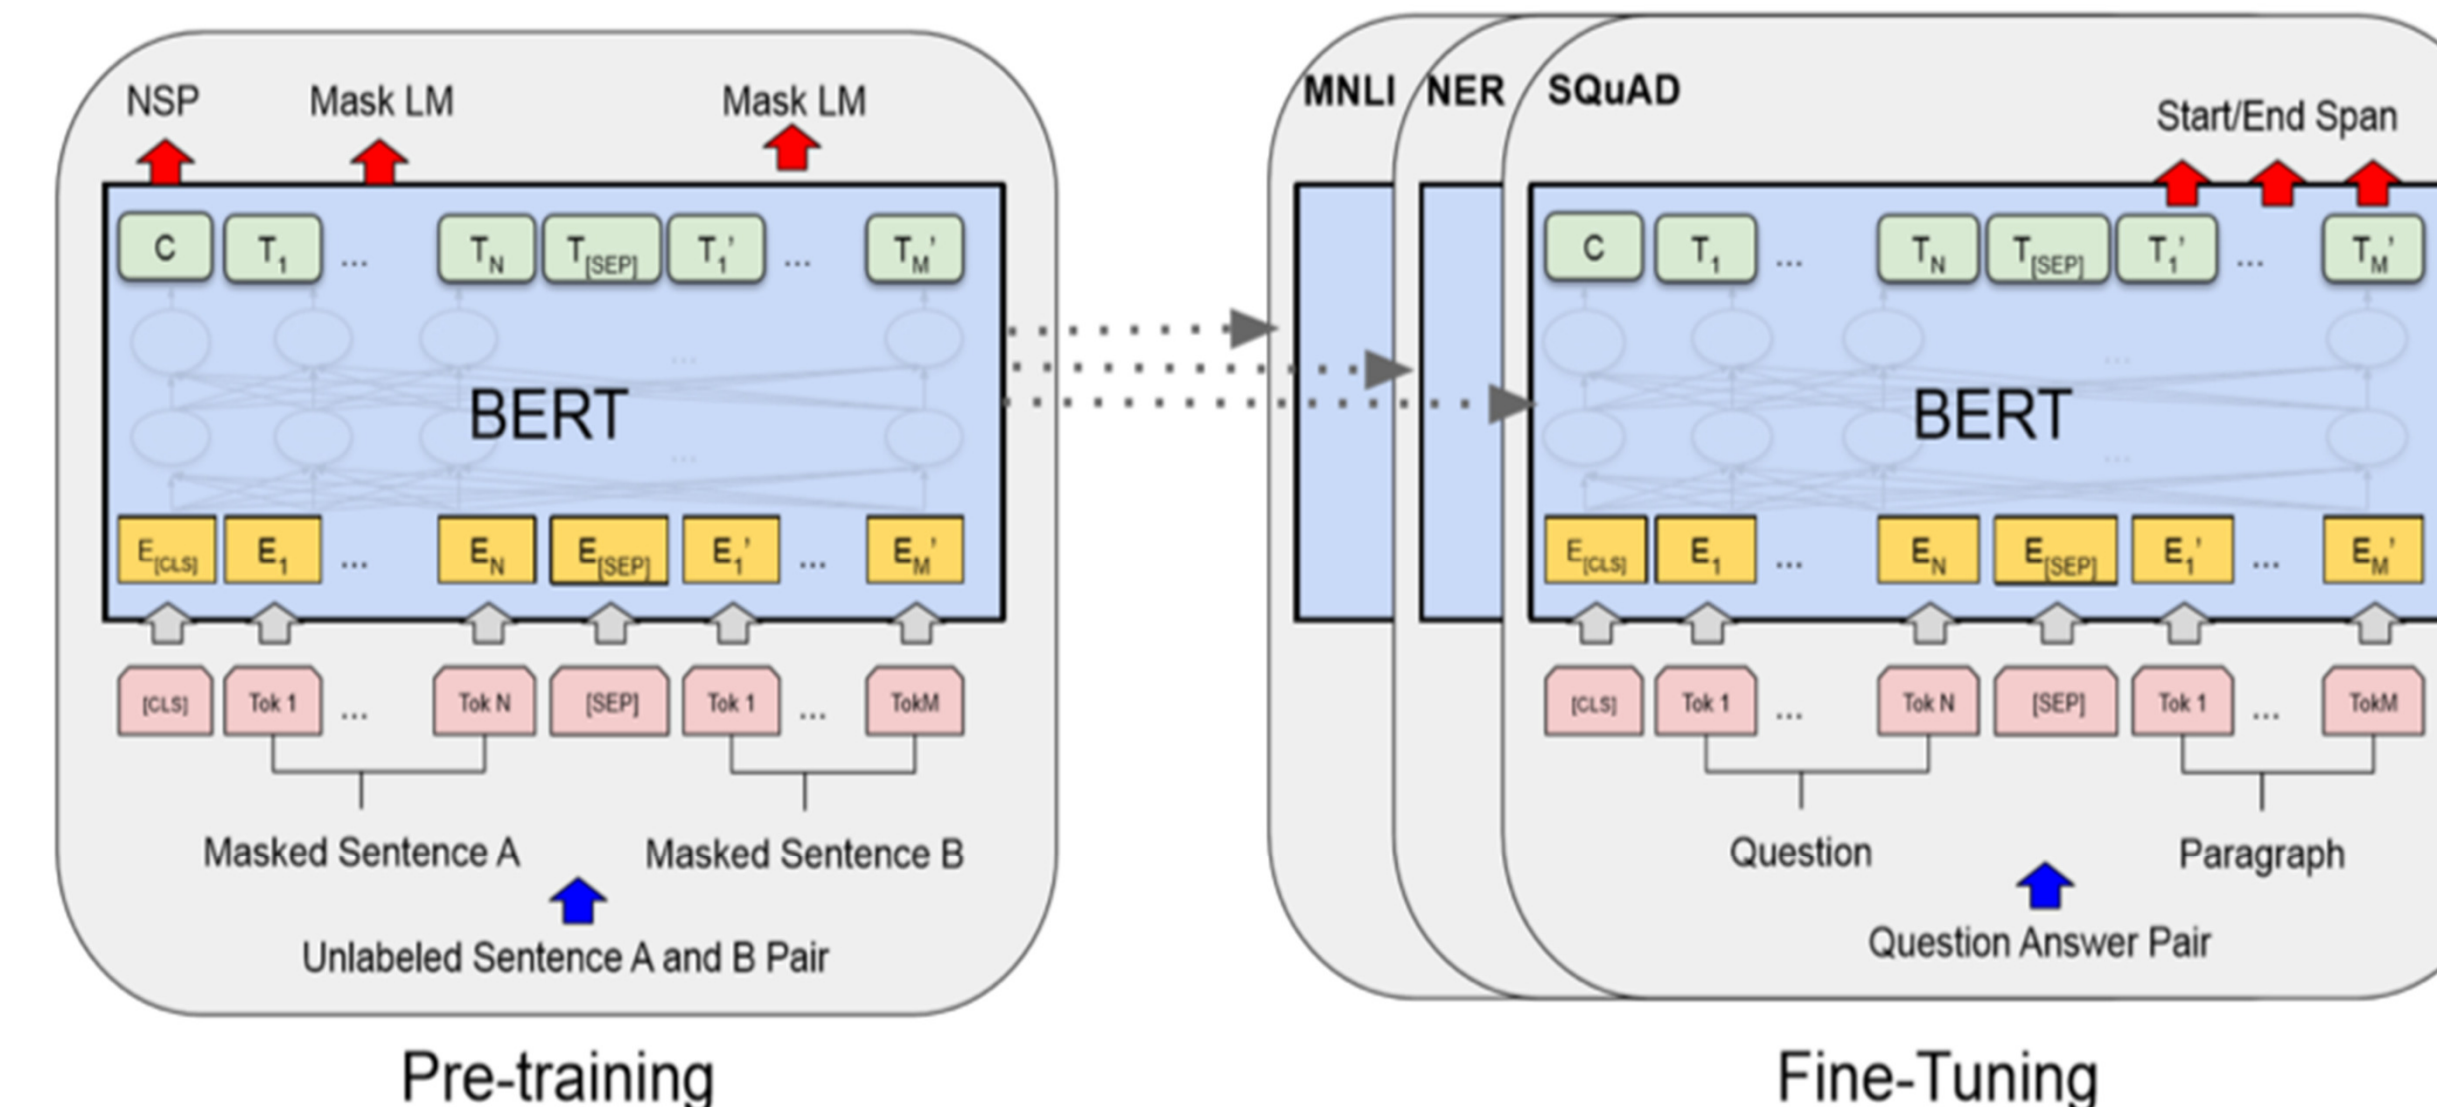 NSP Mask LM Mask LM
C T1 ... TN T[SEP] T1’ ... TM’
...
BERT
...
E[CLS] E1 ... EN E[SEP] E1’ ... EM’
[CLS] Tok 1 ... Tok N [SEP] Tok 1 ... TokM
Masked Sentence A Masked Sentence B
Unlabeled Sentence A and B Pair
Pre-training
MNLI NER SQuAD
Start/End Span
C T1 ... TN T[SEP] T1’ ... TM’
...
BERT
...
E[CLS] E1 ... EN E[SEP] E1’ ... EM’
[CLS] Tok 1 ... Tok N [SEP] Tok 1 ... TokM
Question Paragraph
Question Answer Pair
Fine-Tuning